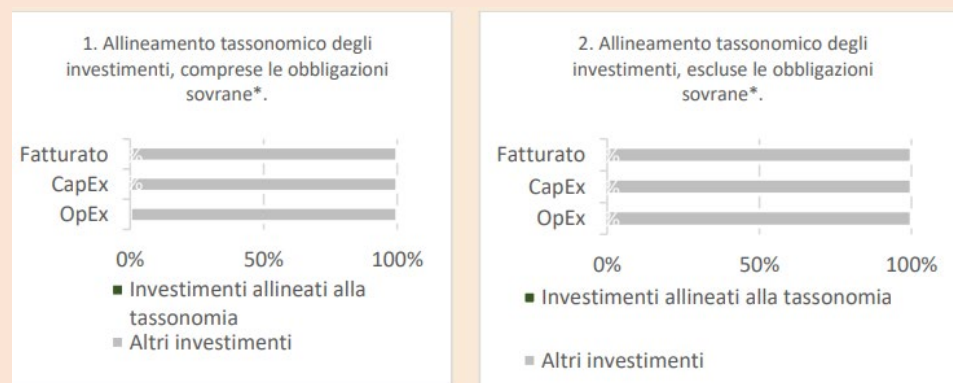 1. Allineamento tassonomico degli
investimenti, comprese le obbligazioni
sovrane*.
Fatturato
CapEx
OpEx
0%
50%
100%
Investimenti allineati alla
tassonomia
Altri investimenti
2. Allineamento tassonomico degli
investimenti, escluse le obbligazioni
sovrane*.
Fatturato
CapEx
OpEx
0%
50%
100%
Investimenti allineati alla tassonomia
Altri investimenti